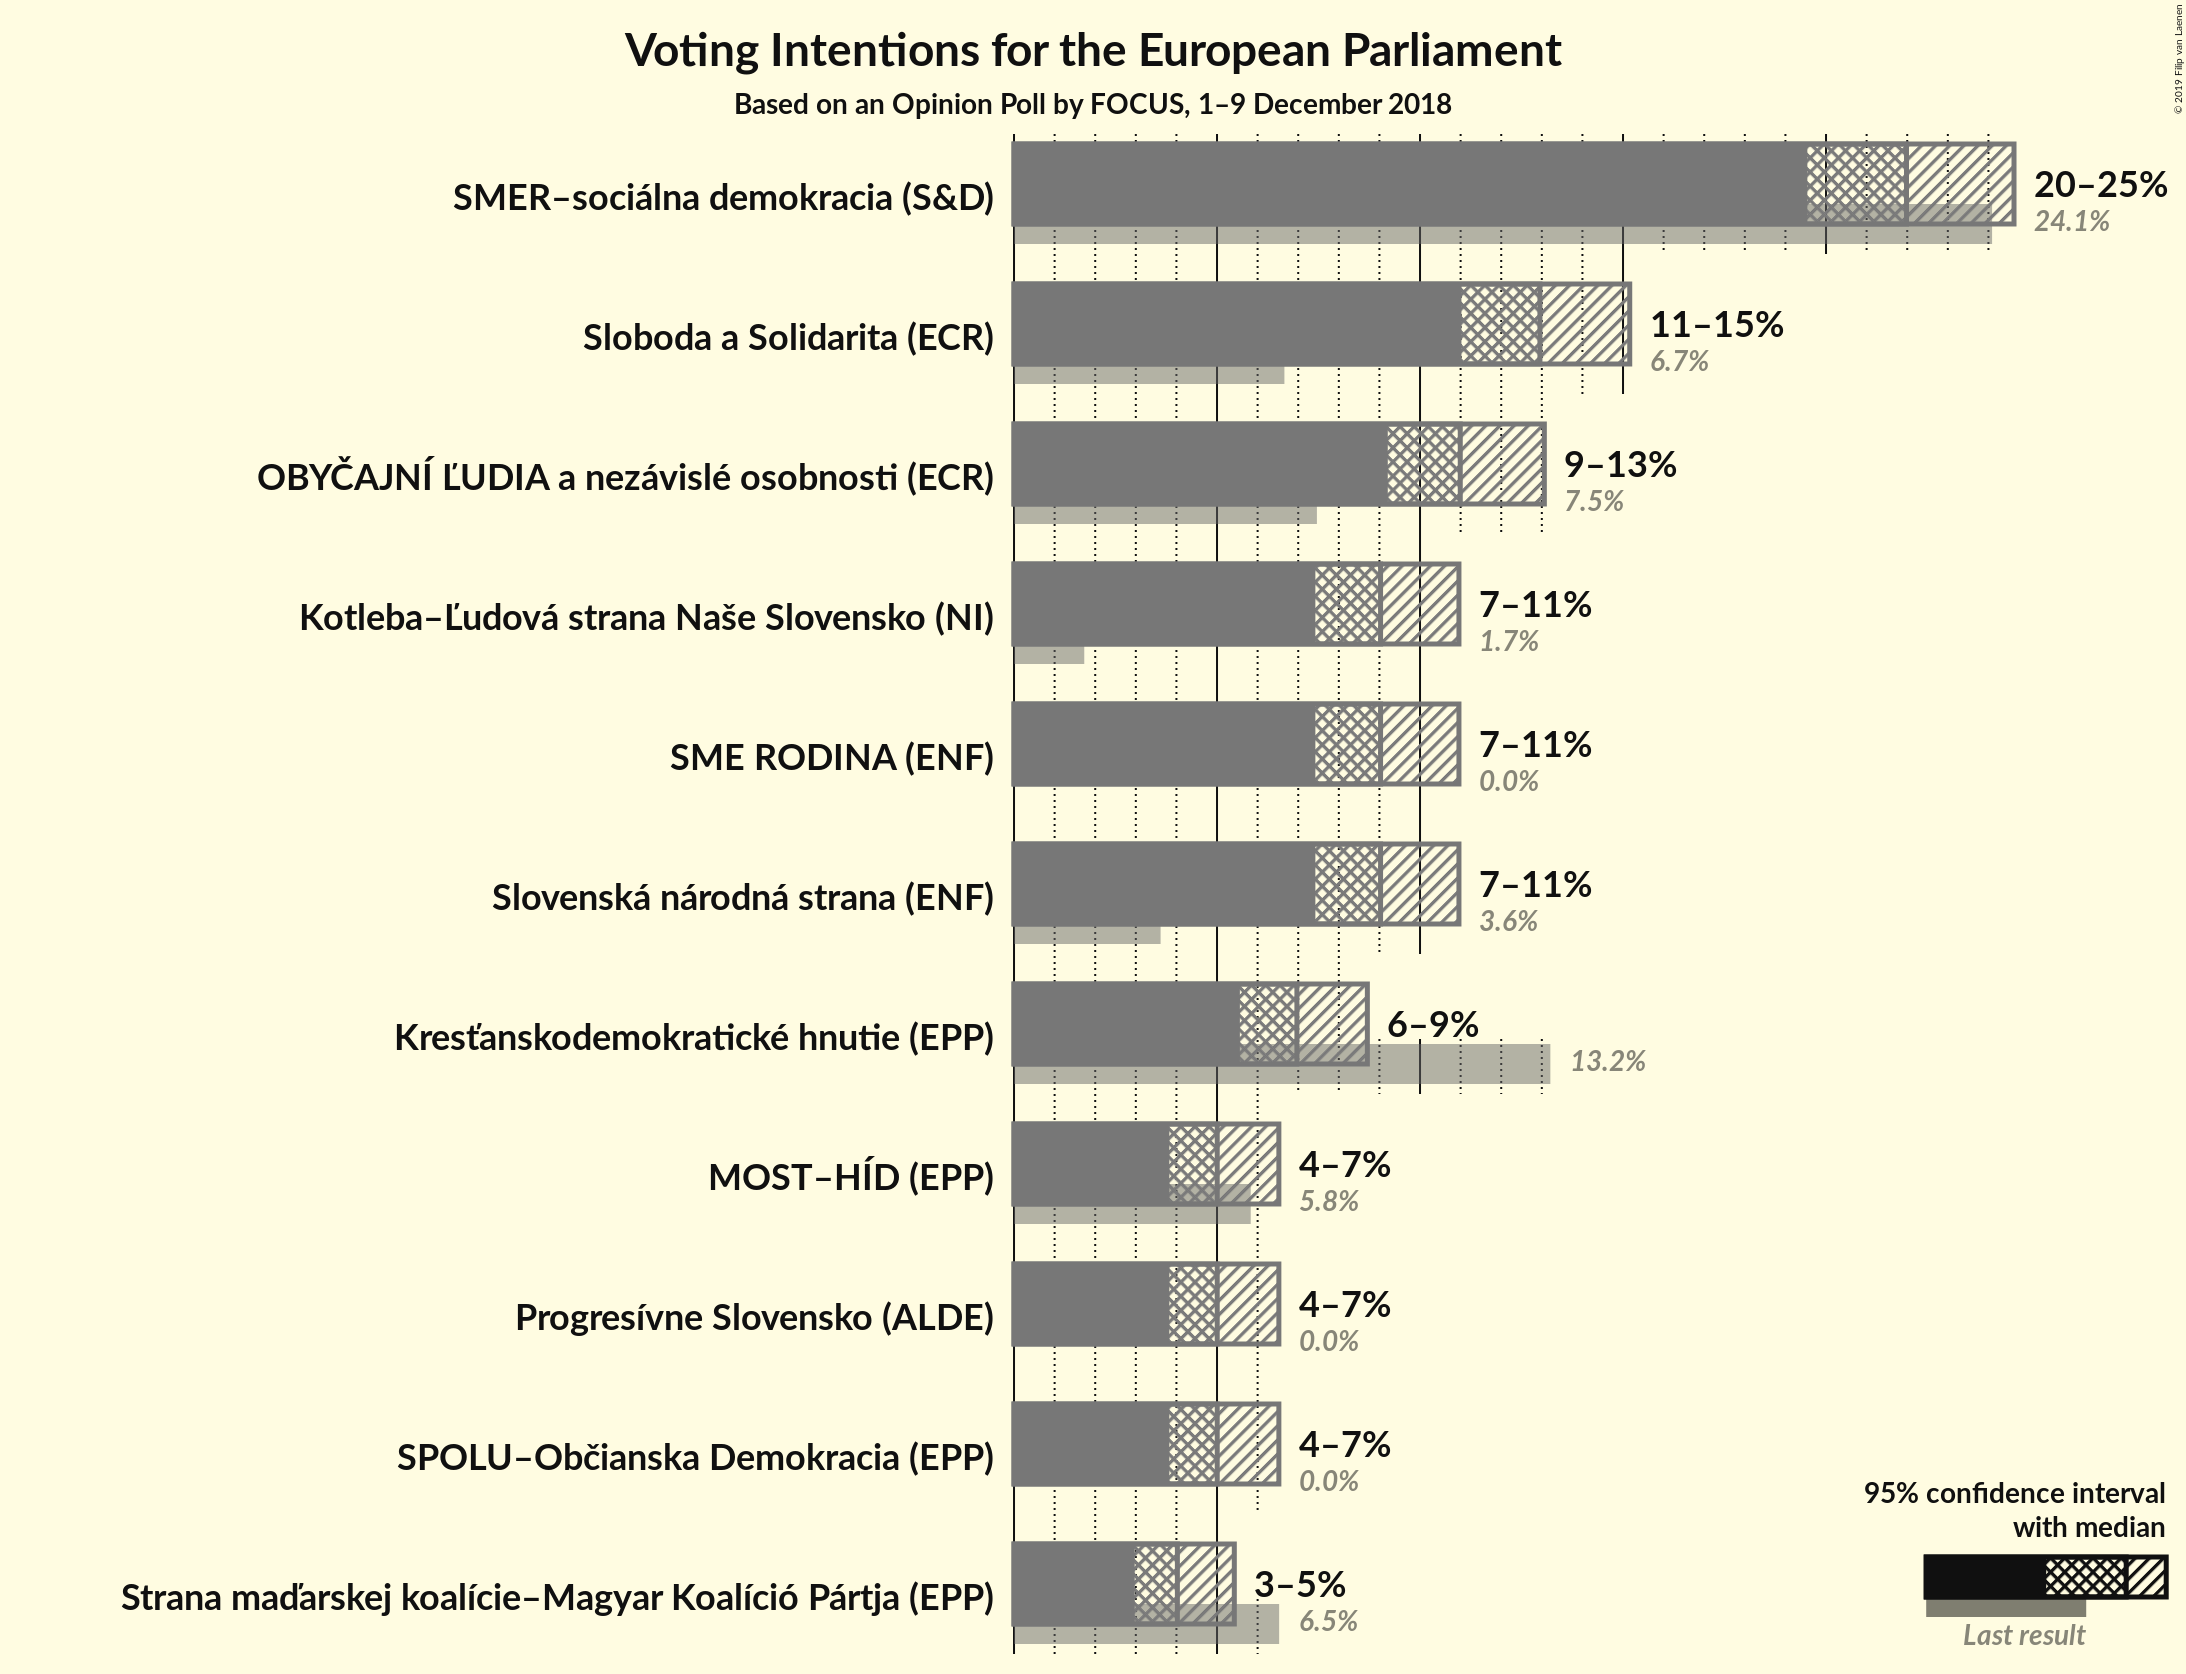 Voting Intentions for the European Parliament
Based on an Opinion Poll by FOCUS, 1–9 December 2018
© 2019 Filip van Laenen
SMER–sociálna demokracia (S&D)
20–25%
24.1%
Sloboda a Solidarita (ECR)
11–15%
6.7%
OBYČAJNÍ ĽUDIA a nezávislé osobnosti (ECR)
9–13%
7.5%
Kotleba–Ľudová strana Naše Slovensko (NI)
7–11%
1.7%
SME RODINA (ENF)
7–11%
0.0%
Slovenská národná strana (ENF)
7–11%
3.6%
Kresťanskodemokratické hnutie (EPP)
6–9%
13.2%
MOST–HÍD (EPP)
4–7%
5.8%
Progresívne Slovensko (ALDE)
4–7%
0.0%
SPOLU–Občianska Demokracia (EPP)
4–7%
0.0%
Strana maďarskej koalície–Magyar Koalíció Pártja (EPP)
3–5%
6.5%
95% confidence interval
with median
Last result